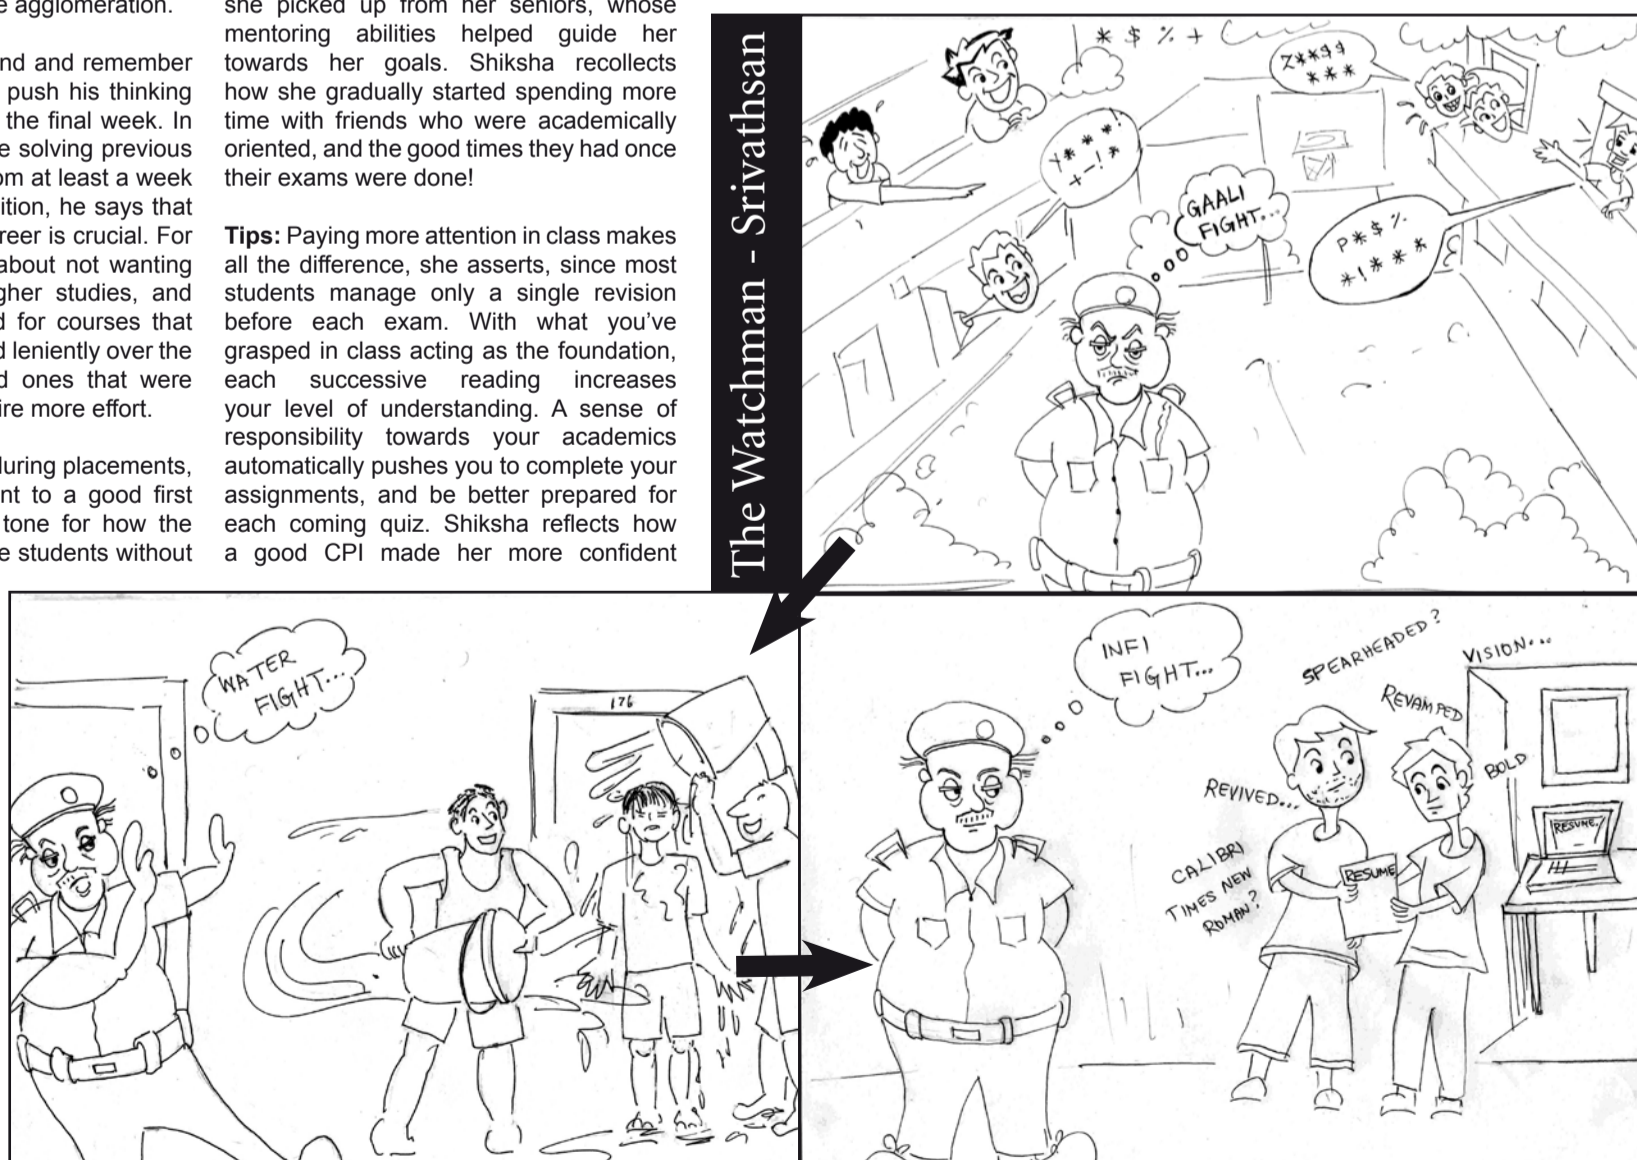 e agglomeration.
nd and remember
push his thinking
the final week. In
e solving previous
om at least a week
ition, he says that
reer is crucial. For
about not wanting
gher studies, and
d for courses that
d leniently over the
d ones that were
ire more effort.
during placements,
nt to a good first
tone for how the
e students without
she picked up from her seniors, whose
mentoring abilities helped guide her
towards her goals. Shiksha recollects
how she gradually started spending more
time with friends who were academically
oriented, and the good times they had once
their exams were done!
Tips: Paying more attention in class makes
all the difference, she asserts, since most
students manage only a single revision
before each exam. With what you've
grasped in class acting as the foundation,
each successive reading increases
your level of understanding. A sense of
responsibility towards your academics
automatically pushes you to complete your
assignments, and be better prepared for
each coming quiz. Shiksha reflects how
a good CPI made her more confident
The Watchman - Srivathsan
* $ % +
Z**$$
***
Y***!
+-!*
GAALI
FIGHT...
P*$%
*!***
WATER
FIGHT...
176
INFI
FIGHT...
SPEARHEADED?
VISION...
REVAMPED
BOLD
REVIVED...
CALIBRI
TIMES NEW
ROMAN?
RESUME
RESUME